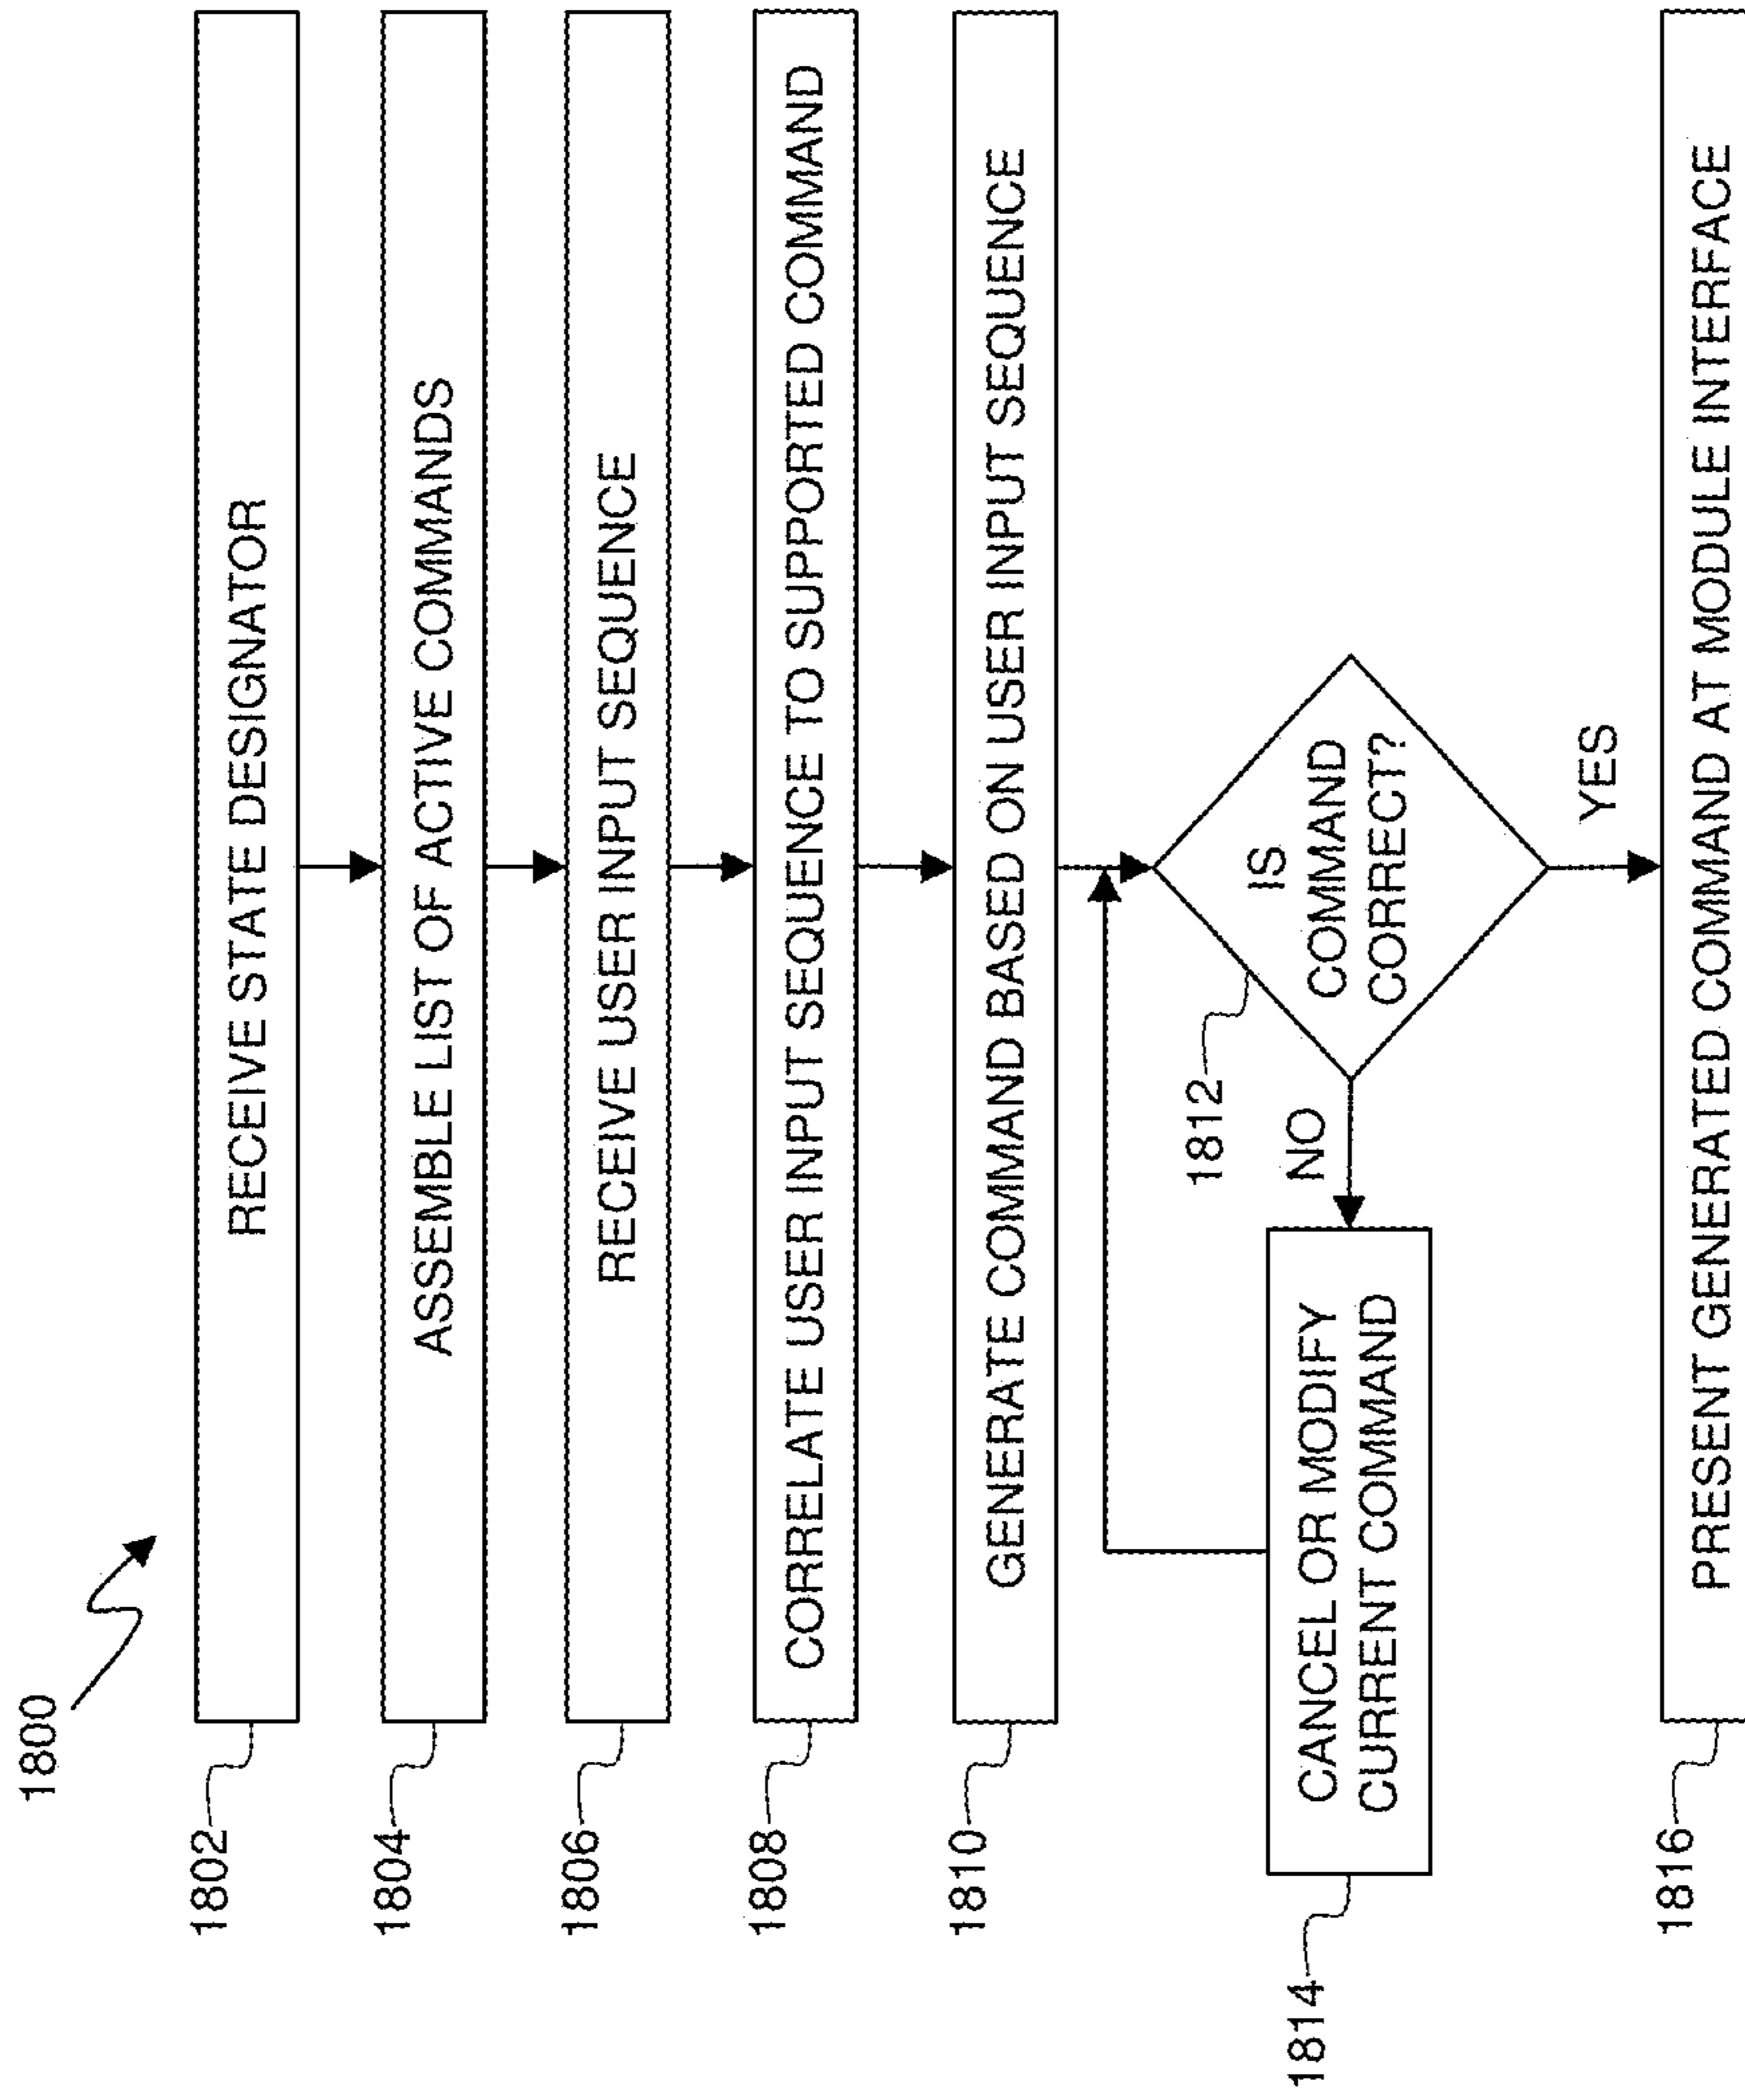 1800
1802
RECEIVE STATE DESIGNATOR
1804
ASSEMBLE LIST OF ACTIVE COMMANDS
1806
RECEIVE USER INPUT SEQUENCE
1808
CORRELATE USER INPUT SEQUENCE TO SUPPORTED COMMAND
1810
GENERATE COMMAND BASED ON USER INPUT SEQUENCE
1812
IS
COMMAND
CORRECT?
NO
YES
1814
CANCEL OR MODIFY
CURRENT COMMAND
1816
PRESENT GENERATED COMMAND AT MODULE INTERFACE